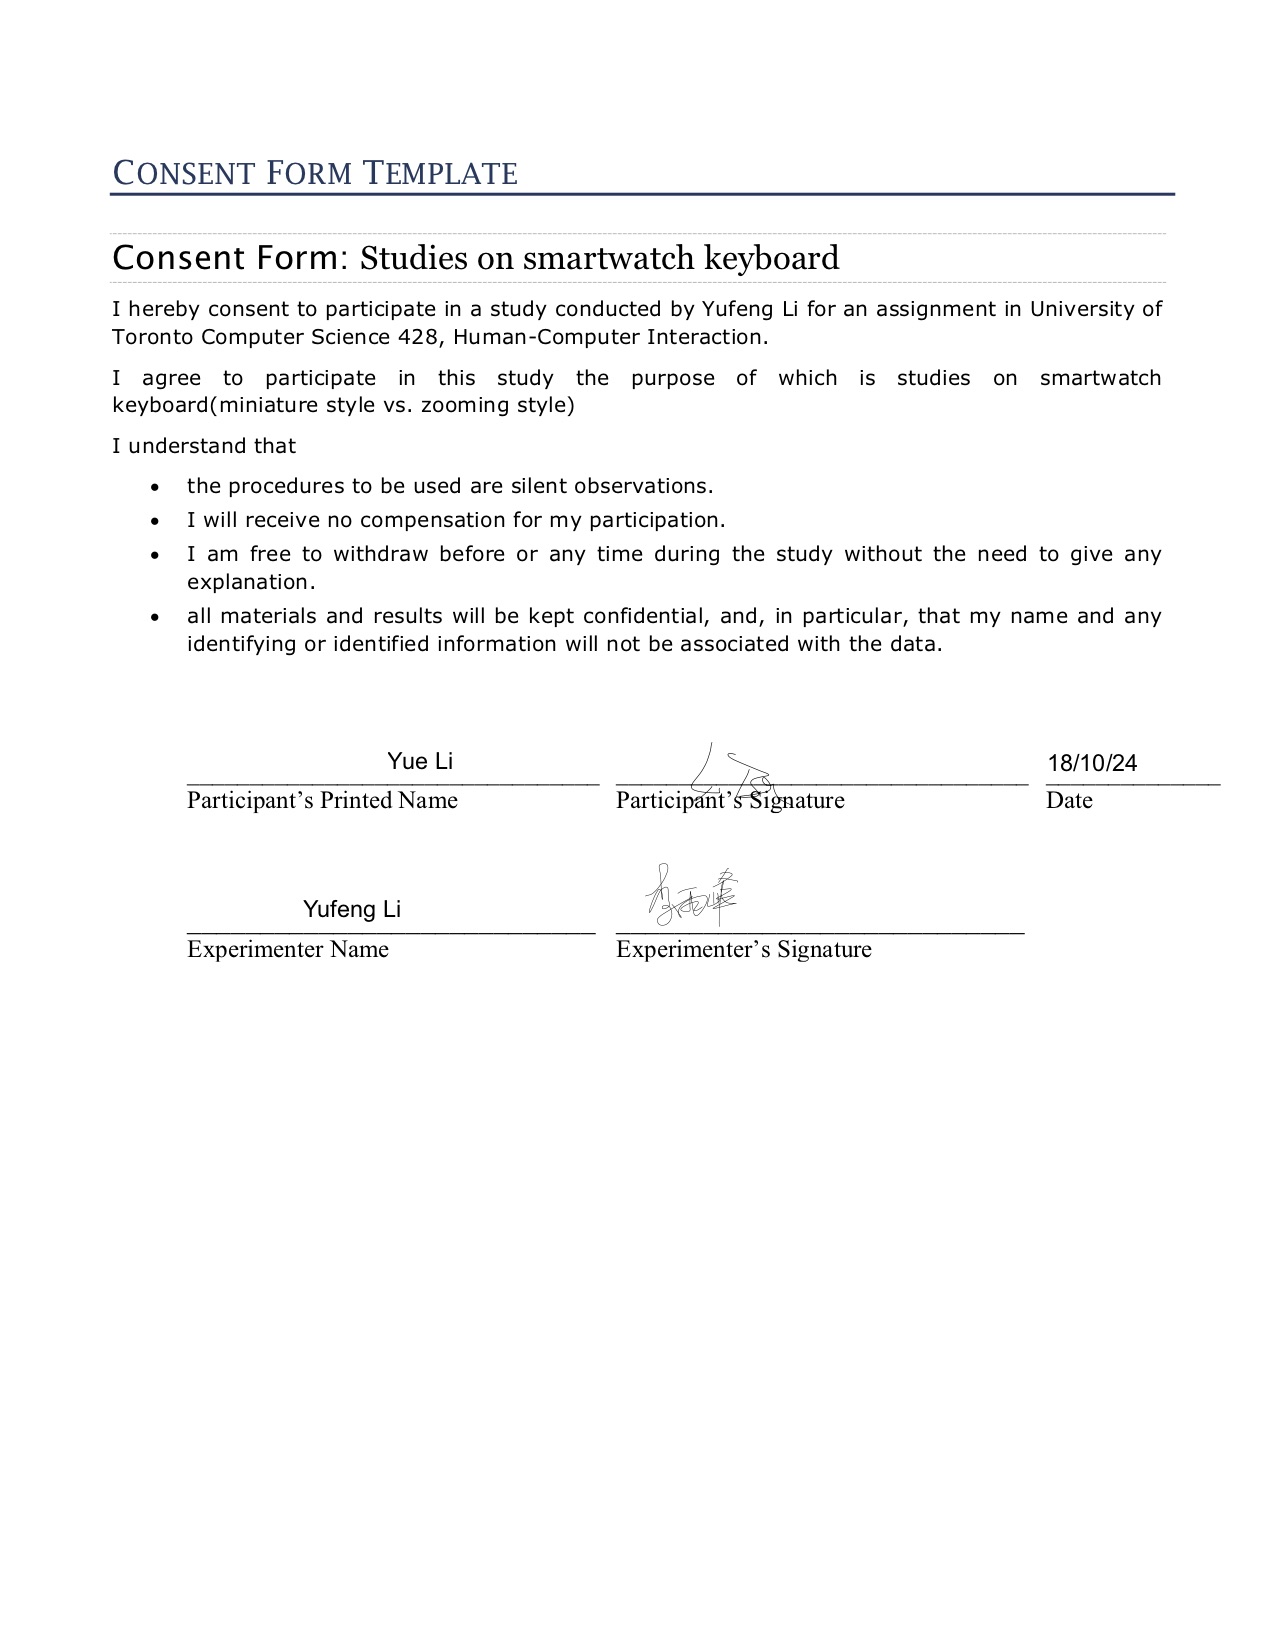 CONSENT FORM TEMPLATE
Consent Form: Studies on smartwatch keyboard
I hereby consent to participate in a study conducted by Yufeng Li for an assignment in University of
Toronto Computer Science 428, Human-Computer Interaction.
I agree to participate in this study the purpose of which is studies on smartwatch
keyboard(miniature style vs. zooming style)
I understand that
• the procedures to be used are silent observations.
• I will receive no compensation for my participation.
• I am free to withdraw before or any time during the study without the need to give any
explanation.
• all materials and results will be kept confidential, and, in particular, that my name and any
identifying or identified information will not be associated with the data.
Yue Li 18/10/24
Participant’s Printed Name Participant’s Signature Date
Yufeng Li
Experimenter Name Experimenter’s Signature